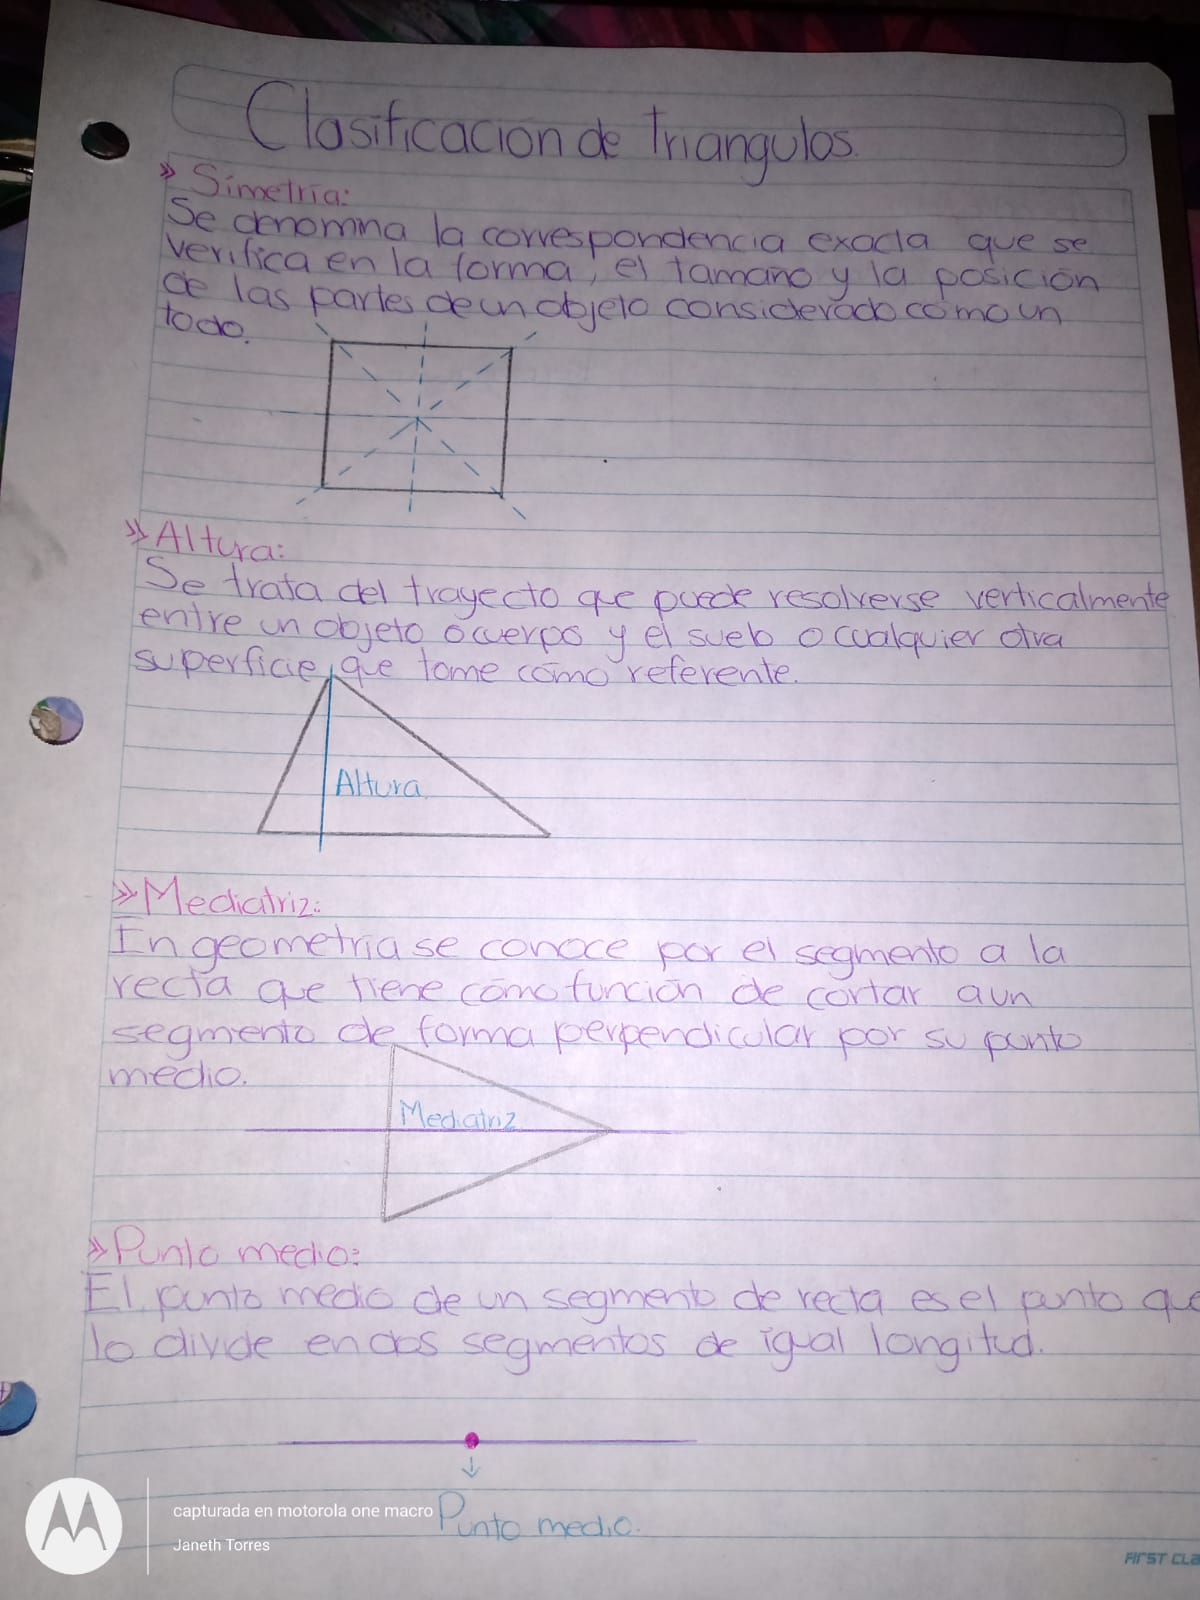 Clasificación de Triangulos.
» Simetría:
Se denomina la correspondencia exacta que se
verifica en la forma, el tamaño y la posición
de las partes de un objeto considerado como un
todo.
» Altura:
Se trata del trayecto que puede resolverse verticalmente
entre un objeto o cuerpo y el suelo o cualquier otra
superficie que tome como referente.
Altura
» Mediatriz:
En geometría se conoce por el segmento a la
recta que tiene como función de cortar a un
segmento de forma perpendicular por su punto
medio.
Mediatriz
» Punto medio:
El punto medio de un segmento de recta es el punto que
lo divide en dos segmentos de igual longitud.
Punto medio.
capturada en motorola one macro
Janeth Torres
FIRST CLA